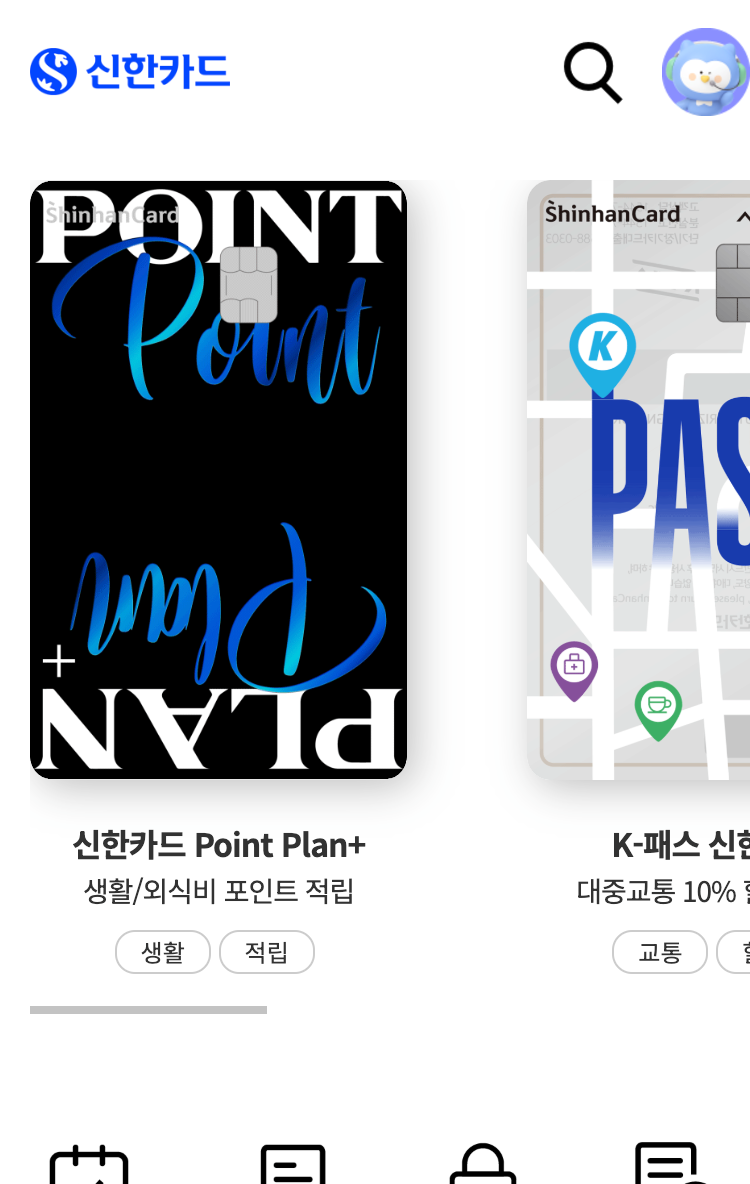 신한카드
POINT
ShinhanCard
Point
Plan
PLAN
ShinhanCard
K
PAS
신한카드 Point Plan+
생활/외식비 포인트 적립
생활
적립
K-패스 신한
대중교통 10%
교통